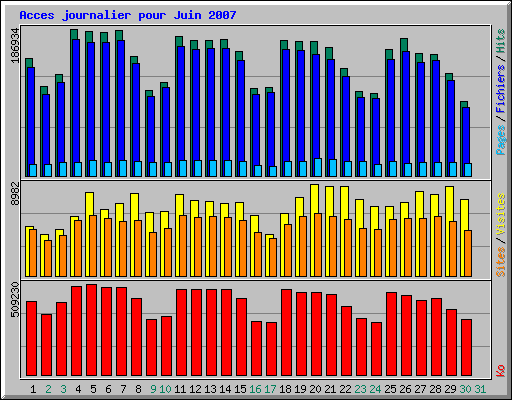 Acces journalier pour Juin 2007
186934
Pages / Fichiers / Hits
8982
Sites / Visites
509230
Ko
1 2 3 4 5 6 7 8 9 10 11 12 13 14 15 16 17 18 19 20 21 22 23 24 25 26 27 28 29 30 31